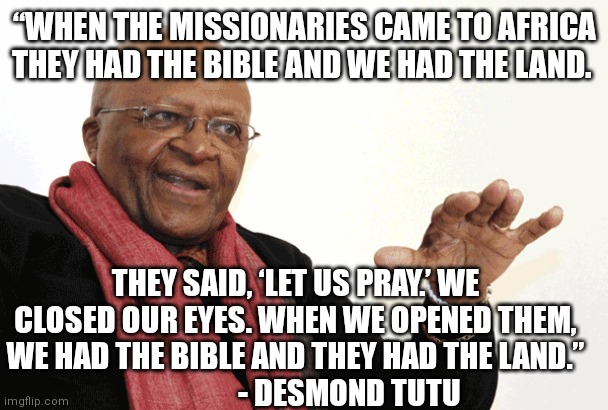 “WHEN THE MISSIONARIES CAME TO AFRICA
THEY HAD THE BIBLE AND WE HAD THE LAND.
THEY SAID, ‘LET US PRAY.’ WE
CLOSED OUR EYES. WHEN WE OPENED THEM,
WE HAD THE BIBLE AND THEY HAD THE LAND.”
- DESMOND TUTU
imgflip.com